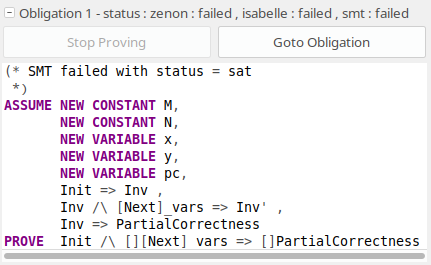 Obligation 1 - status : zenon : failed , isabelle : failed , smt : failed
Stop Proving Goto Obligation
(* SMT failed with status = sat
 *)
ASSUME NEW CONSTANT M,
       NEW CONSTANT N,
       NEW VARIABLE x,
       NEW VARIABLE y,
       NEW VARIABLE pc,
       Init => Inv ,
       Inv /\ [Next]_vars => Inv' ,
       Inv => PartialCorrectness
PROVE  Init /\ [][Next]_vars => []PartialCorrectness